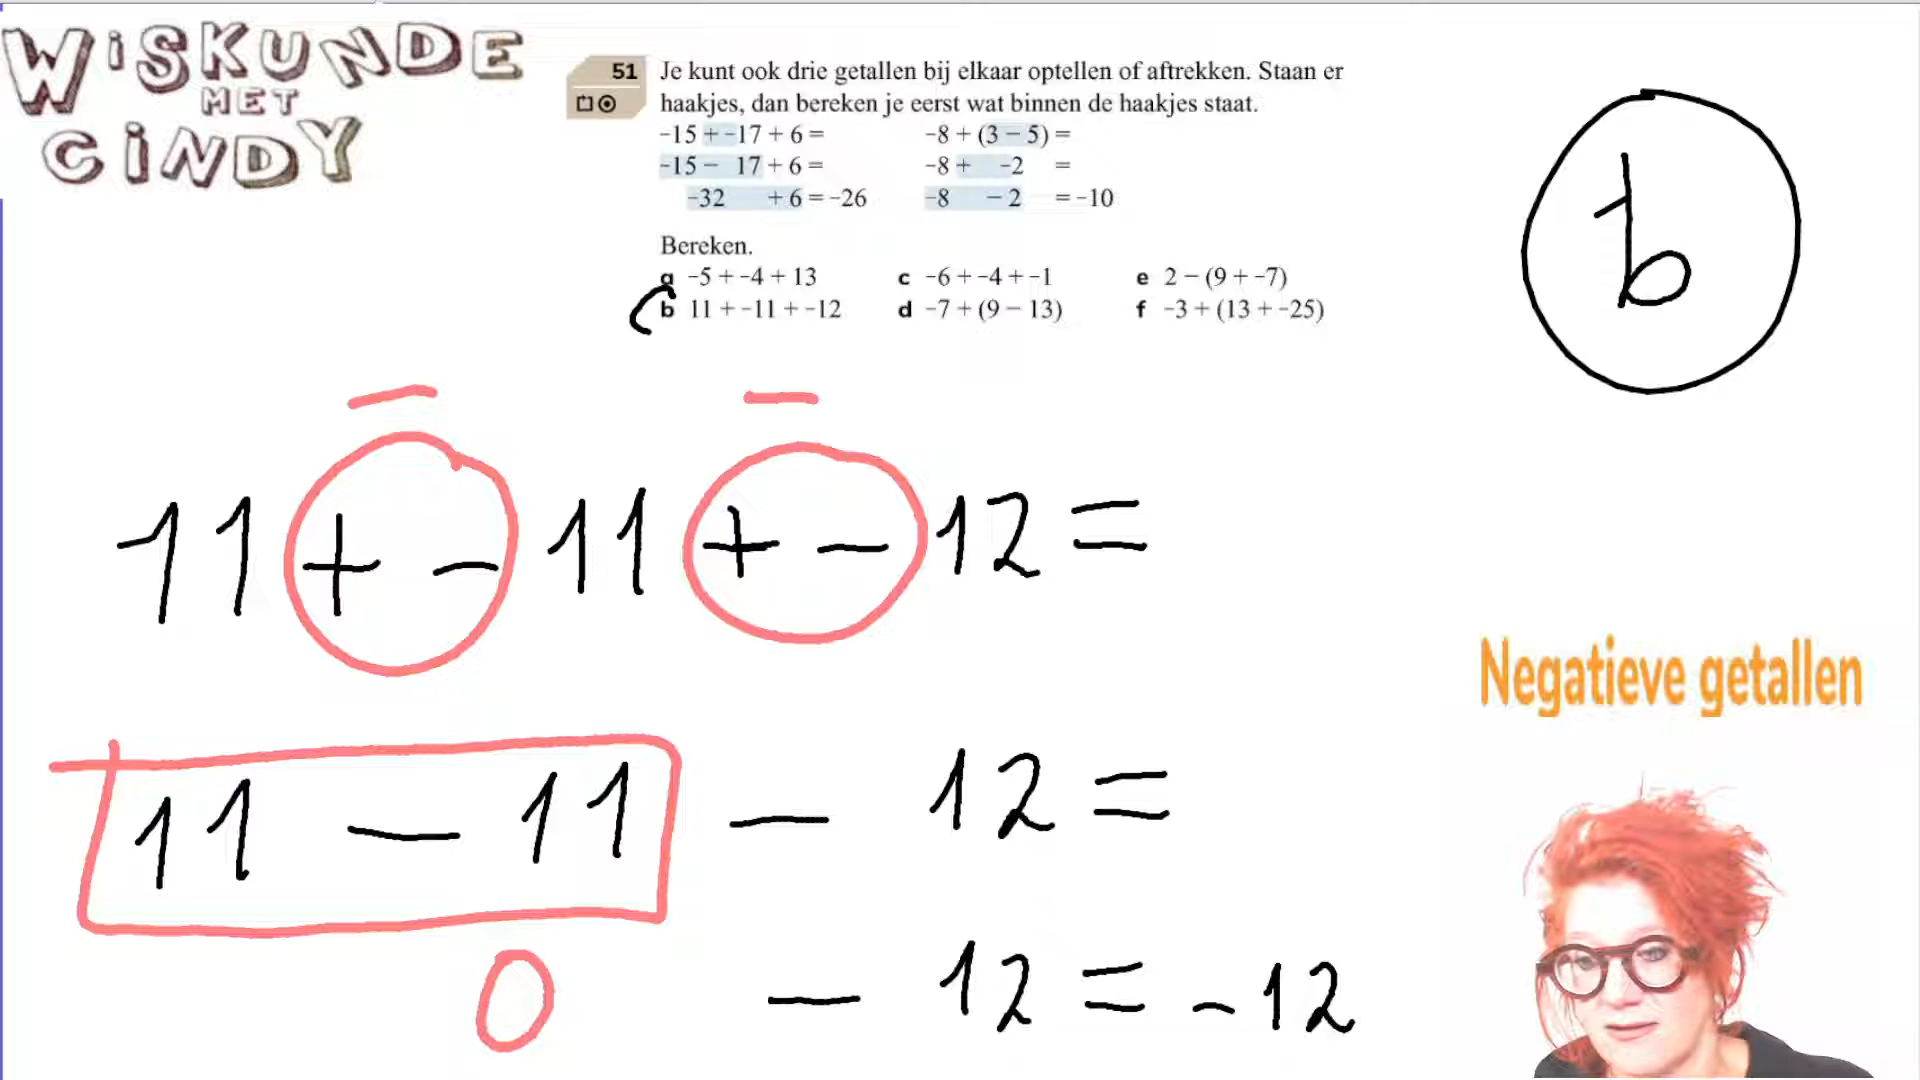 WiSKUNDE
MET
CiNDY
51 Je kunt ook drie getallen bij elkaar optellen of aftrekken. Staan er
haakjes, dan bereken je eerst wat binnen de haakjes staat.
-15 + -17 + 6 = -8 + (3 − 5) =
-15 − 17 + 6 = -8 + -2 =
-32 + 6 = -26 -8 − 2 = -10
Bereken.
a -5 + -4 + 13 c -6 + -4 + -1 e 2 − (9 + -7)
b 11 + -11 + -12 d -7 + (9 − 13) f -3 + (13 + -25)
b
− −
11 + - 11 + - 12 =
11 − 11 − 12 =
0 − 12 = -12
Negatieve getallen